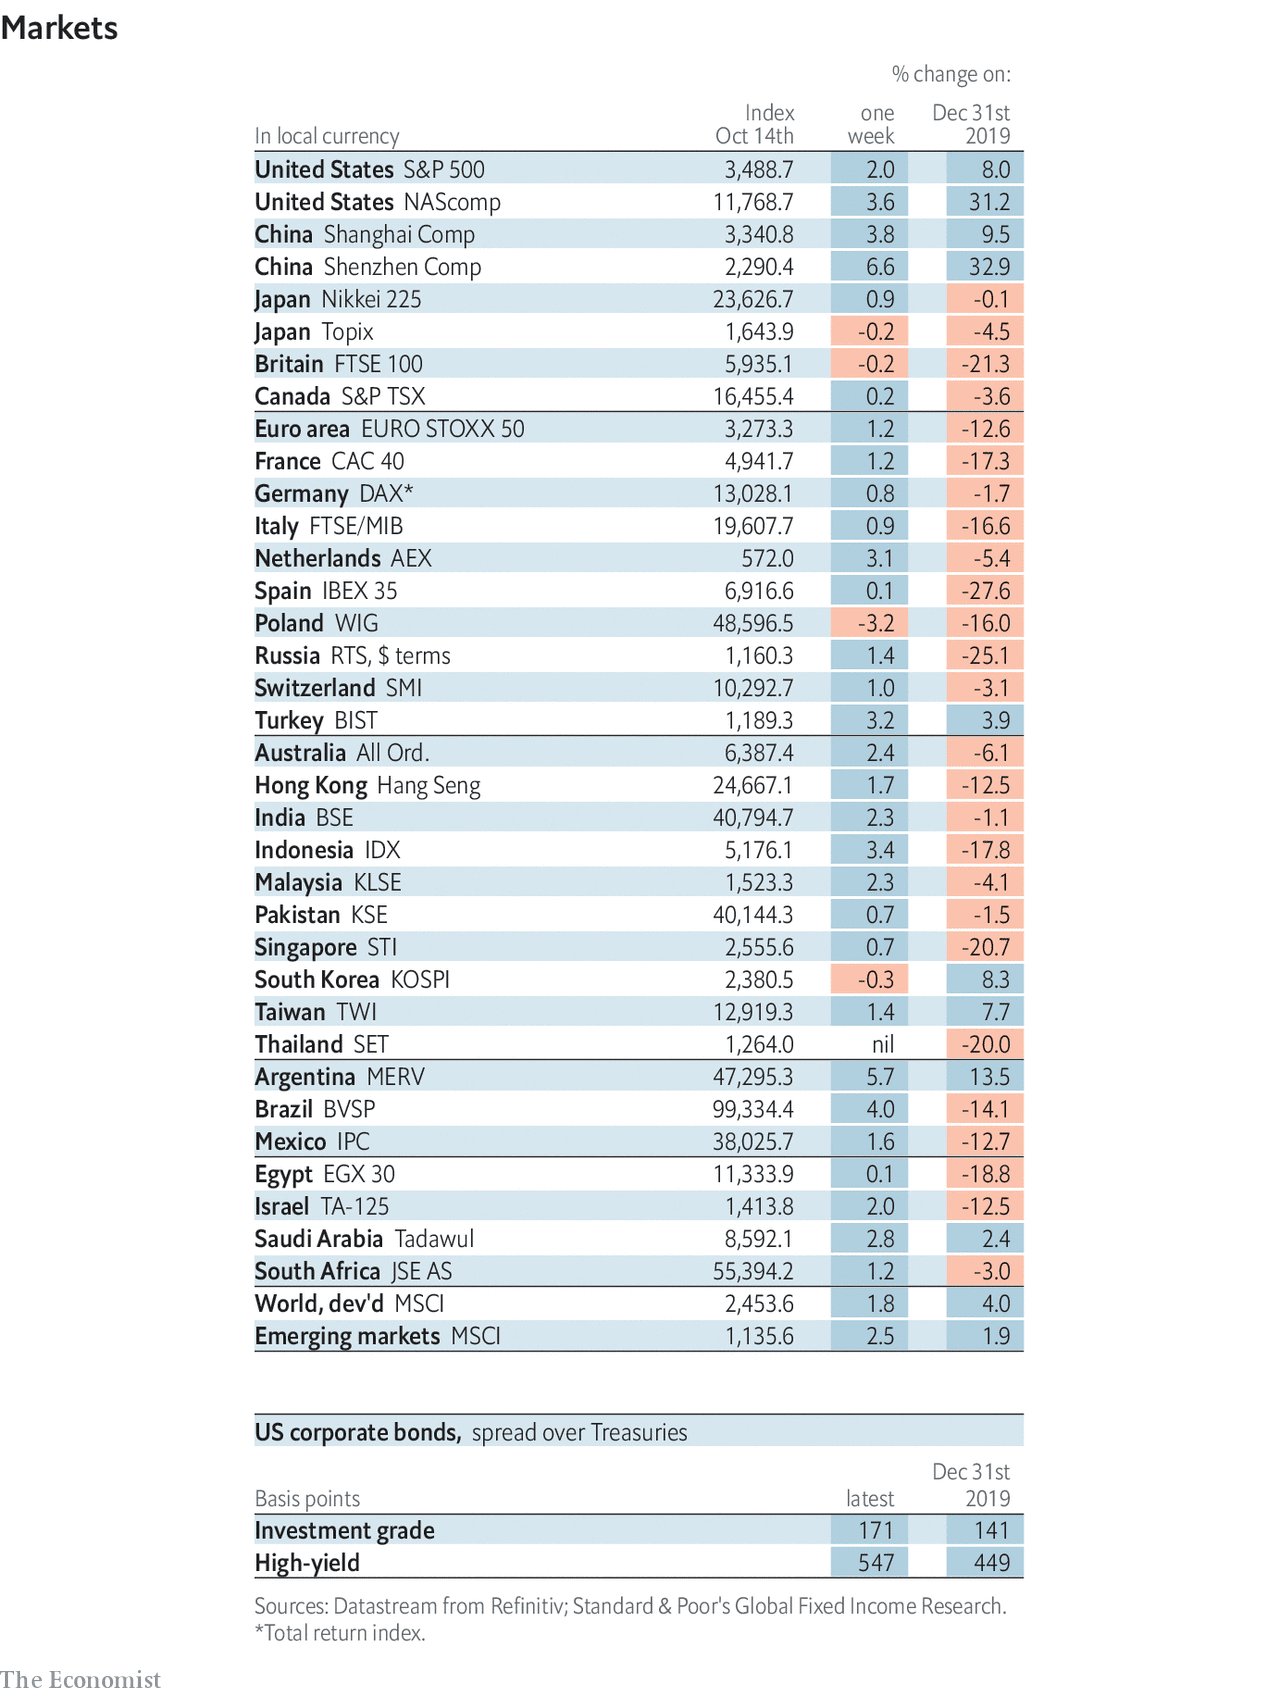 Markets
% change on:
Index one Dec 31st
In local currency Oct 14th week 2019
United States S&P 500 3,488.7 2.0 8.0
United States NAScomp 11,768.7 3.6 31.2
China Shanghai Comp 3,340.8 3.8 9.5
China Shenzhen Comp 2,290.4 6.6 32.9
Japan Nikkei 225 23,626.7 0.9 -0.1
Japan Topix 1,643.9 -0.2 -4.5
Britain FTSE 100 5,935.1 -0.2 -21.3
Canada S&P TSX 16,455.4 0.2 -3.6
Euro area EURO STOXX 50 3,273.3 1.2 -12.6
France CAC 40 4,941.7 1.2 -17.3
Germany DAX* 13,028.1 0.8 -1.7
Italy FTSE/MIB 19,607.7 0.9 -16.6
Netherlands AEX 572.0 3.1 -5.4
Spain IBEX 35 6,916.6 0.1 -27.6
Poland WIG 48,596.5 -3.2 -16.0
Russia RTS, $ terms 1,160.3 1.4 -25.1
Switzerland SMI 10,292.7 1.0 -3.1
Turkey BIST 1,189.3 3.2 3.9
Australia All Ord. 6,387.4 2.4 -6.1
Hong Kong Hang Seng 24,667.1 1.7 -12.5
India BSE 40,794.7 2.3 -1.1
Indonesia IDX 5,176.1 3.4 -17.8
Malaysia KLSE 1,523.3 2.3 -4.1
Pakistan KSE 40,144.3 0.7 -1.5
Singapore STI 2,555.6 0.7 -20.7
South Korea KOSPI 2,380.5 -0.3 8.3
Taiwan TWI 12,919.3 1.4 7.7
Thailand SET 1,264.0 nil -20.0
Argentina MERV 47,295.3 5.7 13.5
Brazil BVSP 99,334.4 4.0 -14.1
Mexico IPC 38,025.7 1.6 -12.7
Egypt EGX 30 11,333.9 0.1 -18.8
Israel TA-125 1,413.8 2.0 -12.5
Saudi Arabia Tadawul 8,592.1 2.8 2.4
South Africa JSE AS 55,394.2 1.2 -3.0
World, dev'd MSCI 2,453.6 1.8 4.0
Emerging markets MSCI 1,135.6 2.5 1.9
US corporate bonds, spread over Treasuries
Dec 31st
Basis points latest 2019
Investment grade 171 141
High-yield 547 449
Sources: Datastream from Refinitiv; Standard & Poor's Global Fixed Income Research.
*Total return index.
The Economist